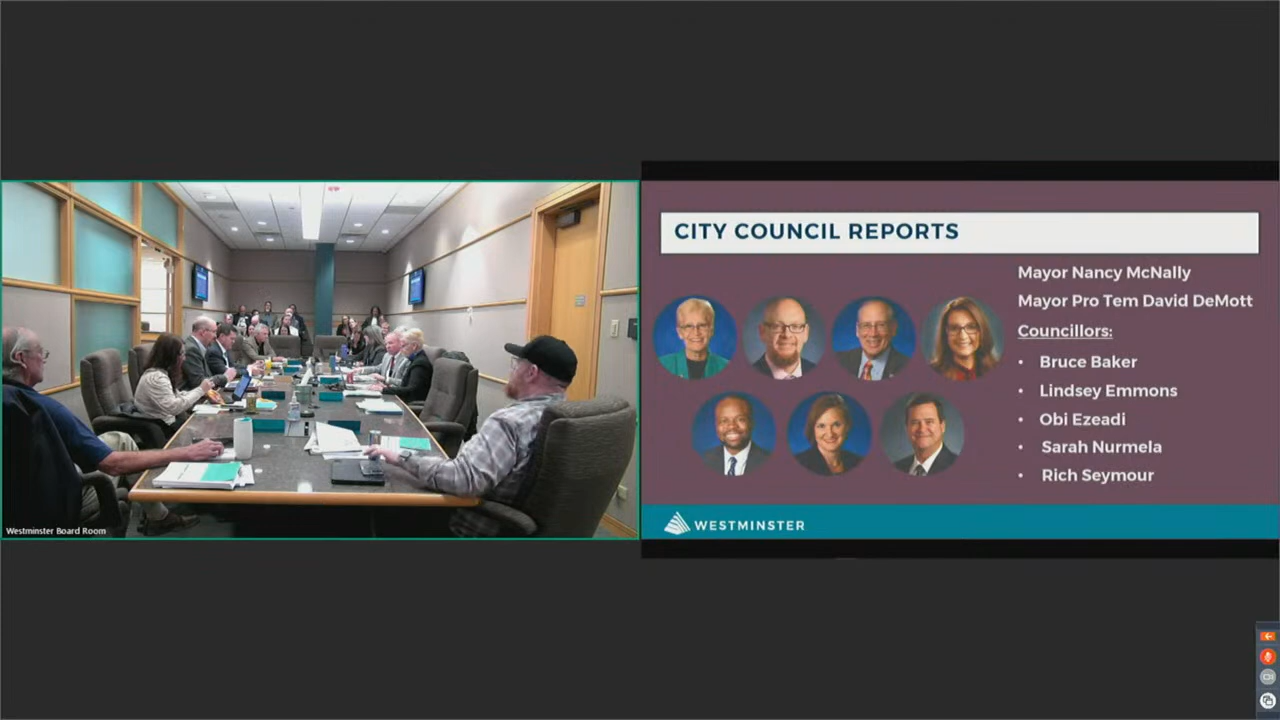 CITY COUNCIL REPORTS
Mayor Nancy McNally
Mayor Pro Tem David DeMott
Councillors:
• Bruce Baker
• Lindsey Emmons
• Obi Ezeadi
• Sarah Nurmela
• Rich Seymour
WESTMINSTER
Westminster Board Room